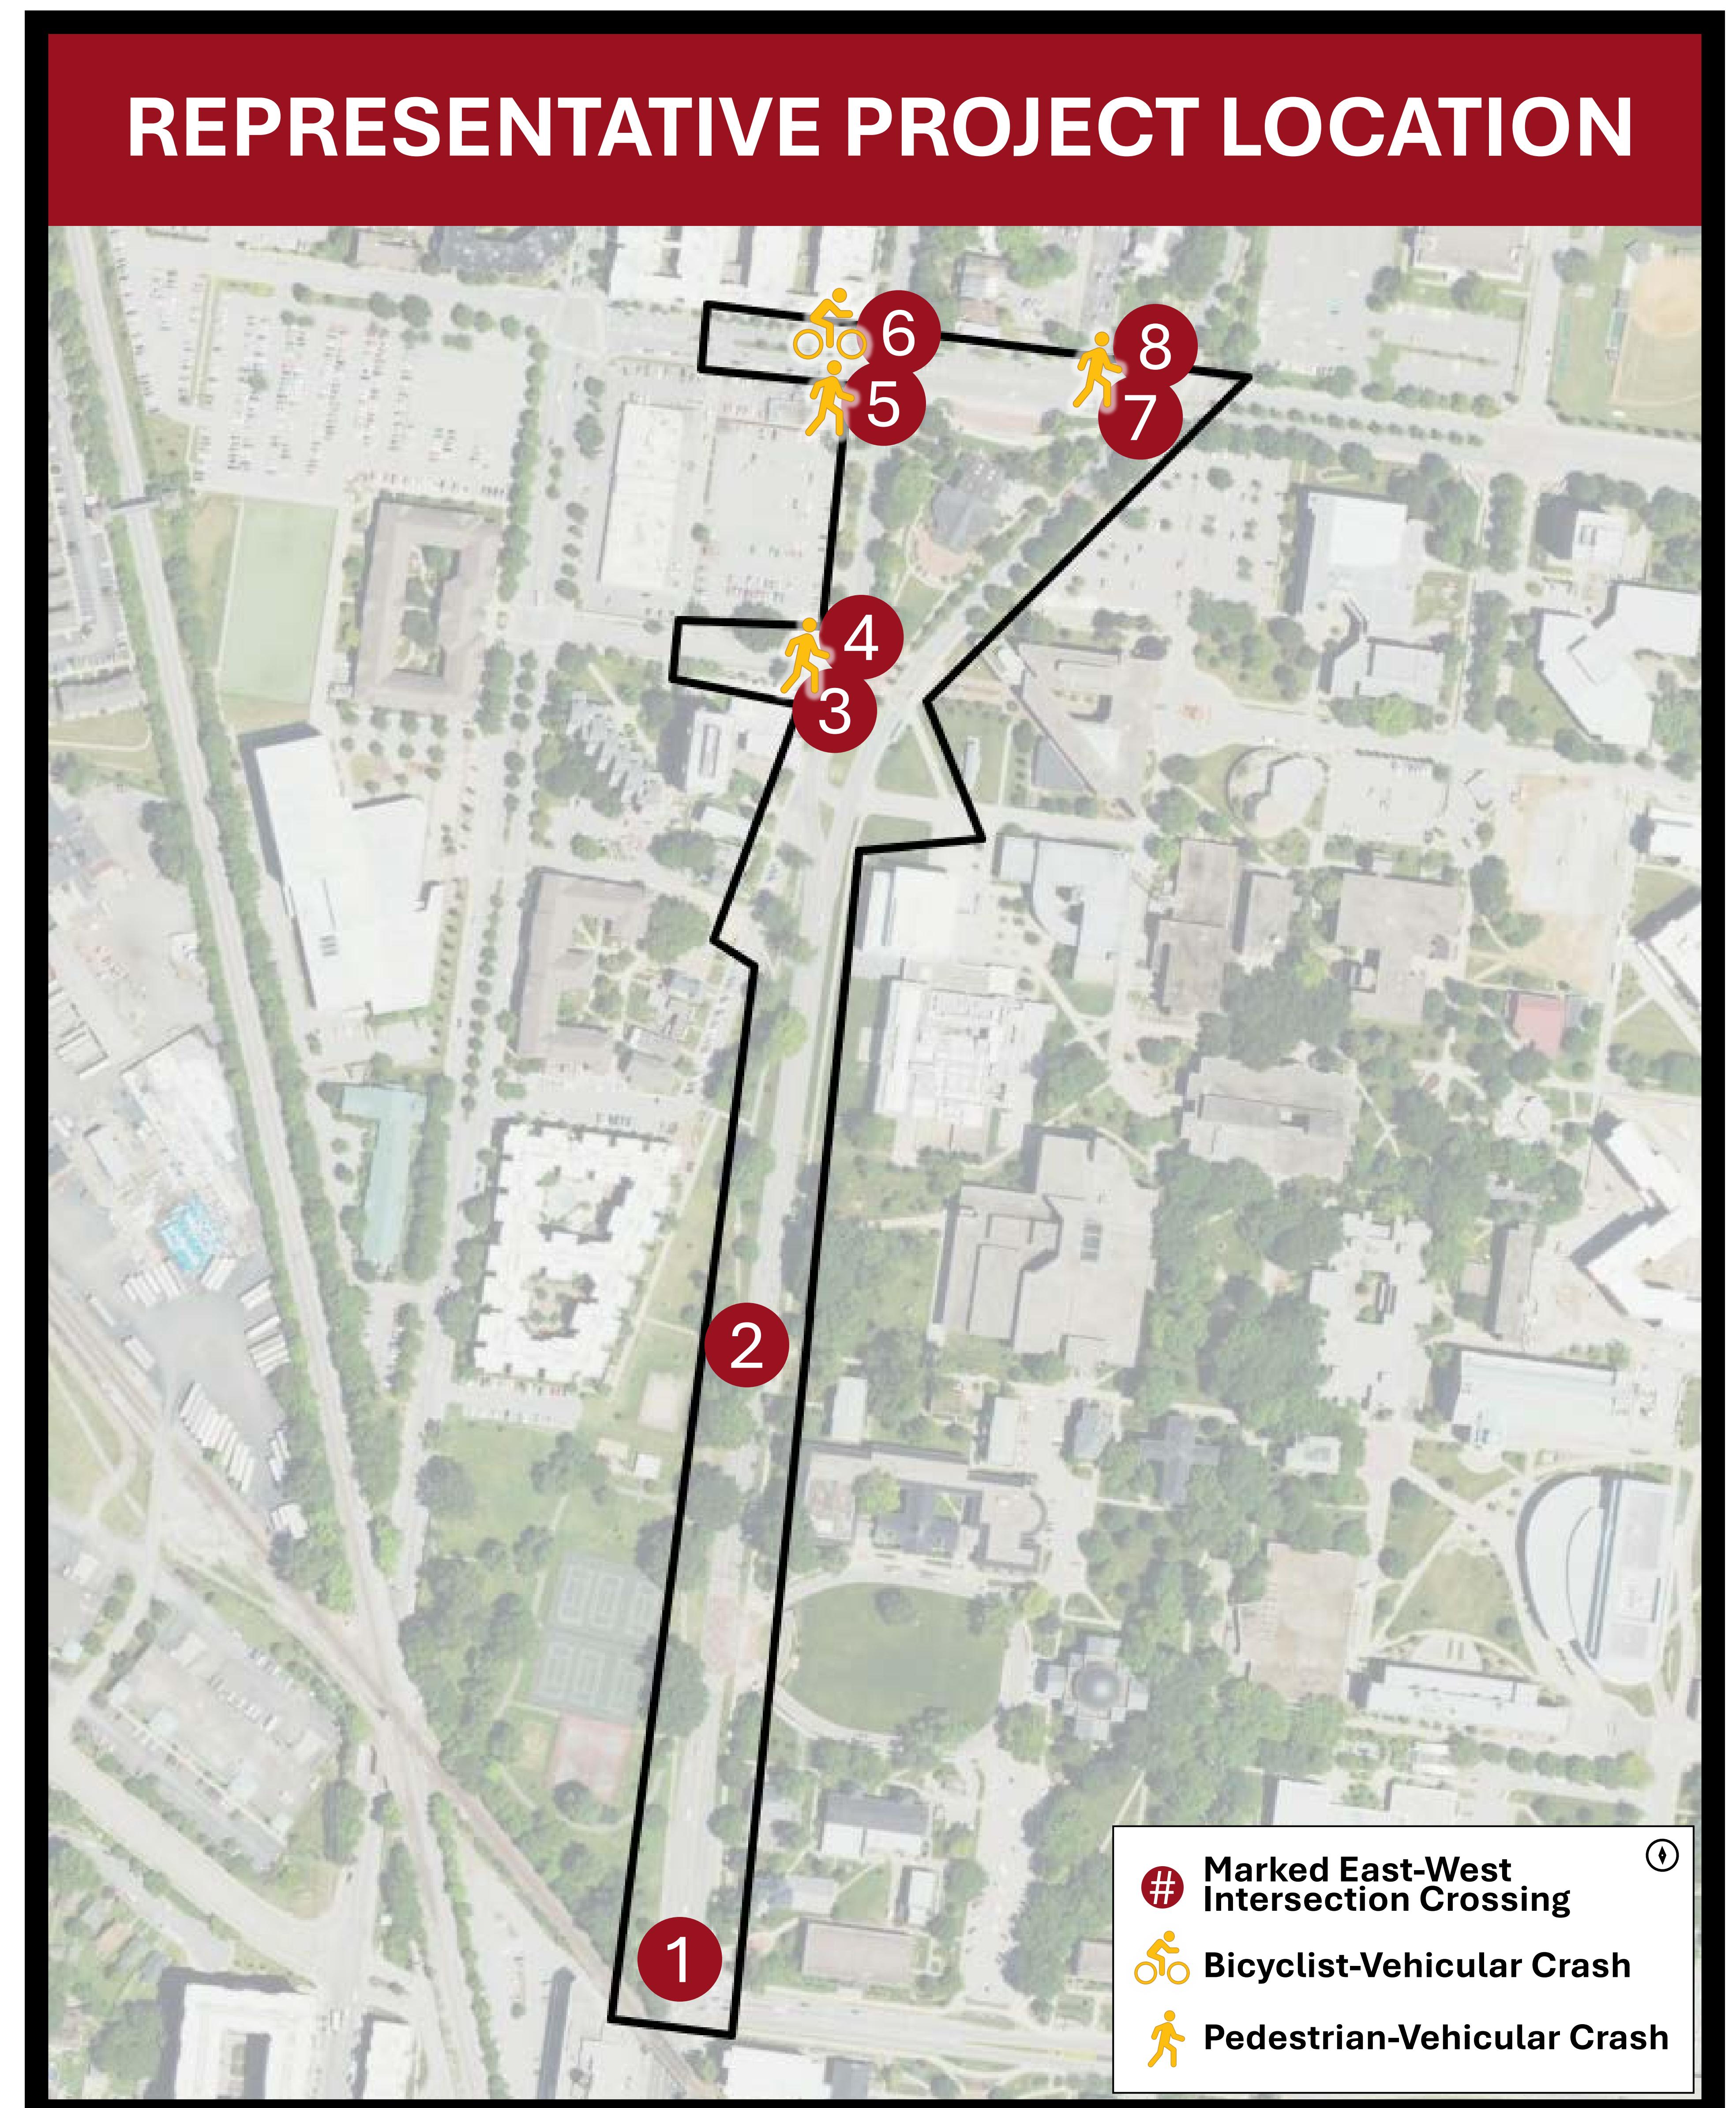 REPRESENTATIVE PROJECT LOCATION
6
8
5
7
4
3
2
1
# Marked East-West
Intersection Crossing
Bicyclist-Vehicular Crash
Pedestrian-Vehicular Crash